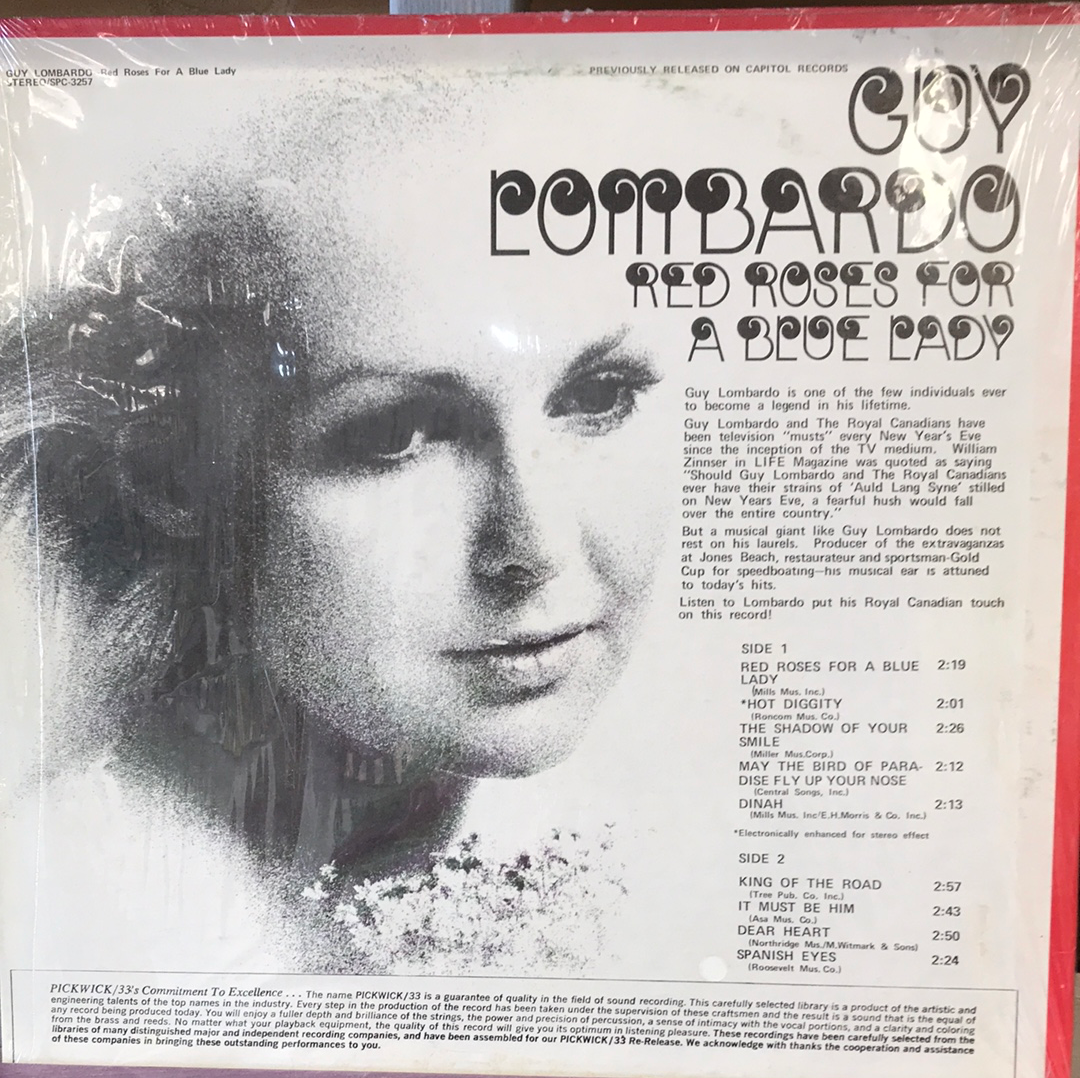 GUY LOMBARDO Red Roses For A Blue Lady
STEREO/SPC-3257
PREVIOUSLY RELEASED ON CAPITOL RECORDS
GUY
LOMBARDO
RED ROSES FOR
A BLUE LADY
Guy Lombardo is one of the few individuals ever
to become a legend in his lifetime.
Guy Lombardo and The Royal Canadians have
been television "musts" every New Year's Eve
since the inception of the TV medium. William
Zinnser in LIFE Magazine was quoted as saying
"Should Guy Lombardo and The Royal Canadians
ever have their strains of 'Auld Lang Syne' stilled
on New Years Eve, a fearful hush would fall
over the entire country."
But a musical giant like Guy Lombardo does not
rest on his laurels. Producer of the extravaganzas
at Jones Beach, restaurateur and sportsman-Gold
Cup for speedboating—his musical ear is attuned
to today's hits.
Listen to Lombardo put his Royal Canadian touch
on this record!
SIDE 1
RED ROSES FOR A BLUE 2:19
LADY
(Mills Mus. Inc.)
*HOT DIGGITY 2:01
(Roncom Mus. Co.)
THE SHADOW OF YOUR 2:26
SMILE
(Miller Mus.Corp.)
MAY THE BIRD OF PARA- 2:12
DISE FLY UP YOUR NOSE
(Central Songs, Inc.)
DINAH 2:13
(Mills Mus. Inc/E.H.Morris & Co. Inc.)
*Electronically enhanced for stereo effect
SIDE 2
KING OF THE ROAD 2:57
(Tree Pub. Co. Inc.)
IT MUST BE HIM 2:43
(Asa Mus. Co.)
DEAR HEART 2:50
(Northridge Mus./M.Witmark & Sons)
SPANISH EYES 2:24
(Roosevelt Mus. Co.)
PICKWICK/33's Commitment To Excellence . . . The name PICKWICK/33 is a guarantee of quality in the field of sound recording. This carefully selected library is a product of the artistic and
engineering talents of the top names in the industry. Every step in the production of the record has been taken under the supervision of these craftsmen and the result is a sound that is the equal of
any record being produced today. You will enjoy a fuller depth and brilliance of the strings, the power and precision of percussion, a sense of intimacy with the vocal portions, and a clarity and coloring
from the brass and reeds. No matter what your playback equipment, the quality of this record will give you its optimum in listening pleasure. These recordings have been carefully selected from the
libraries of many distinguished major and independent recording companies, and have been assembled for our PICKWICK/33 Re-Release. We acknowledge with thanks the cooperation and assistance
of these companies in bringing these outstanding performances to you.